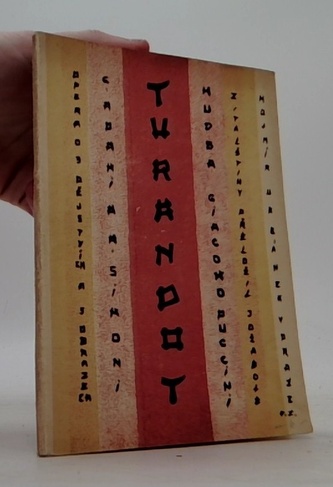 OPERA O 3 DĚJSTVÍCH A 5 OBRAZECH
G. ADAMI A R. SIMONI
TURANDOT
HUDBA GIACOMO PUCCINI
Z ITALŠTINY PŘELOŽIL
MOJMÍR URBÁNEK V PRAZE